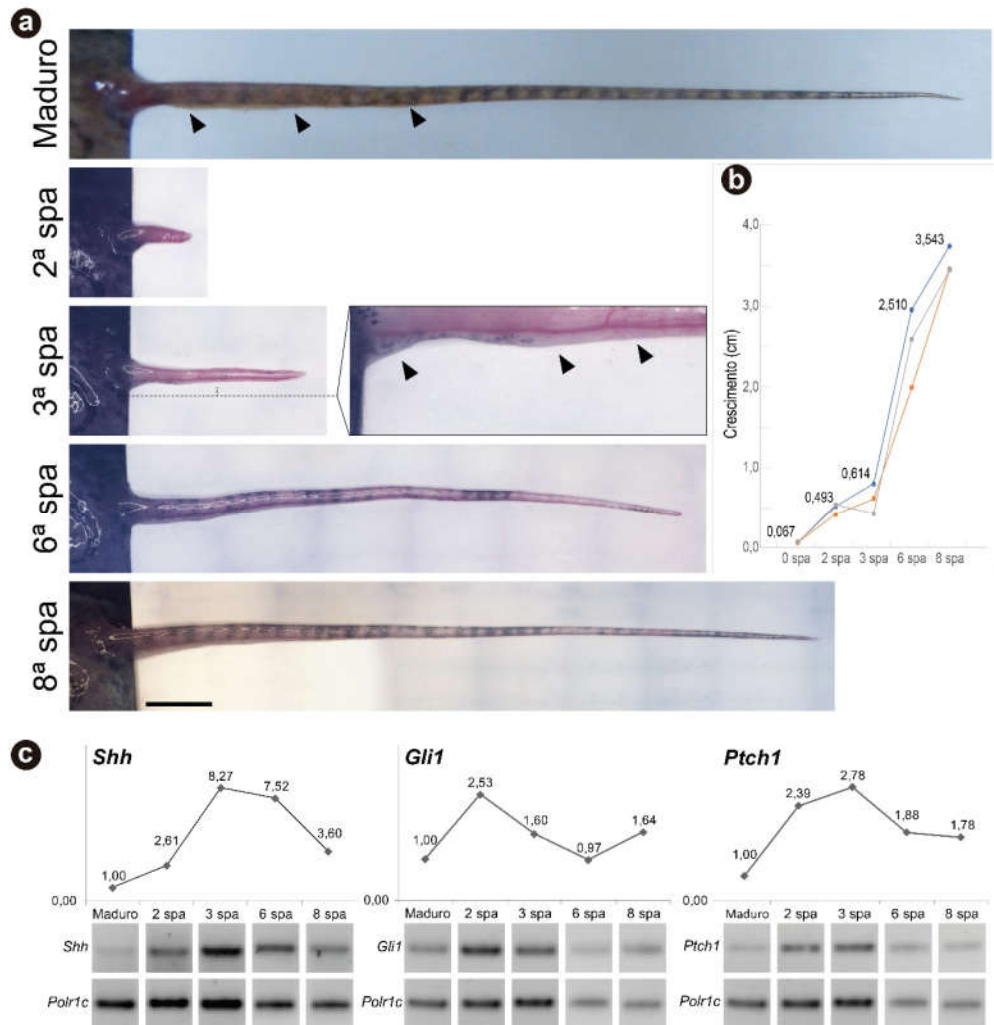 a
Maduro
2ª spa
3ª spa
6ª spa
8ª spa
b
Crescimento (cm)
4,0
3,0
2,0
1,0
0,0
0,067
0,493
0,614
2,510
3,543
0 spa 2 spa 3 spa 6 spa 8 spa
c
Shh
1,00 2,61 8,27 7,52 3,60
0,00
Maduro 2 spa 3 spa 6 spa 8 spa
Shh
Polr1c
Gli1
1,00 2,53 1,60 0,97 1,64
0,00
Maduro 2 spa 3 spa 6 spa 8 spa
Gli1
Polr1c
Ptch1
1,00 2,39 2,78 1,88 1,78
0,00
Maduro 2 spa 3 spa 6 spa 8 spa
Ptch1
Polr1c